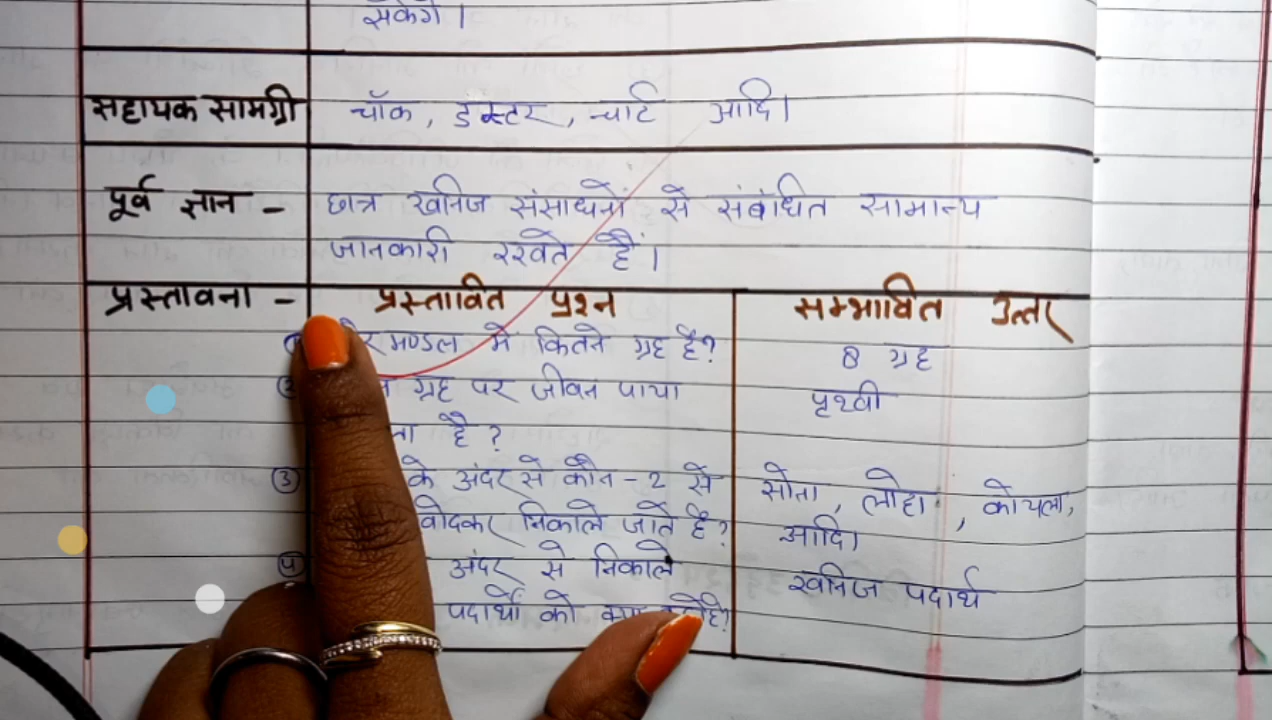 सकेंगे।
सहायक सामग्री चॉक, डस्टर, चार्ट आदि।
पूर्व ज्ञान - छात्र खनिज संसाधनों से संबंधित सामान्य
जानकारी रखते हैं।
प्रस्तावना - प्रस्तावित प्रश्न सम्भावित उत्तर
मण्डल में कितने ग्रह है? 8 ग्रह
ग्रह पर जीवन पाया पृथ्वी
है ?
③ के अंदर से कौन-2 से सोना, लोहा, कोयला,
निकाले जाते है? आदि।
④ अंदर से निकाले खनिज पदार्थ
पदार्थों को